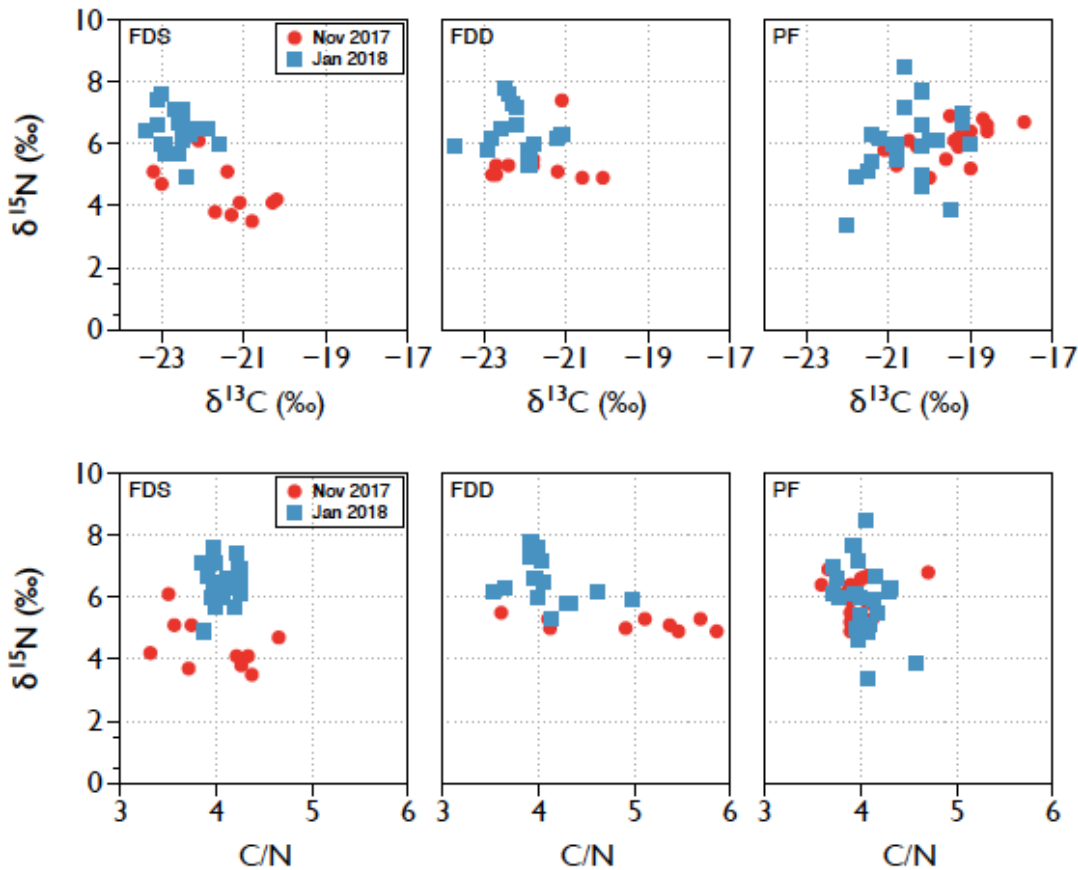 FDS
Nov 2017
Jan 2018
FDD
PF
10
8
6
4
2
0
δ¹⁵N (‰)
−23 −21 −19 −17
−23 −21 −19 −17
−23 −21 −19 −17
δ¹³C (‰)
δ¹³C (‰)
δ¹³C (‰)
FDS
Nov 2017
Jan 2018
FDD
PF
10
8
6
4
2
0
δ¹⁵N (‰)
3 4 5 6
3 4 5 6
3 4 5 6
C/N
C/N
C/N